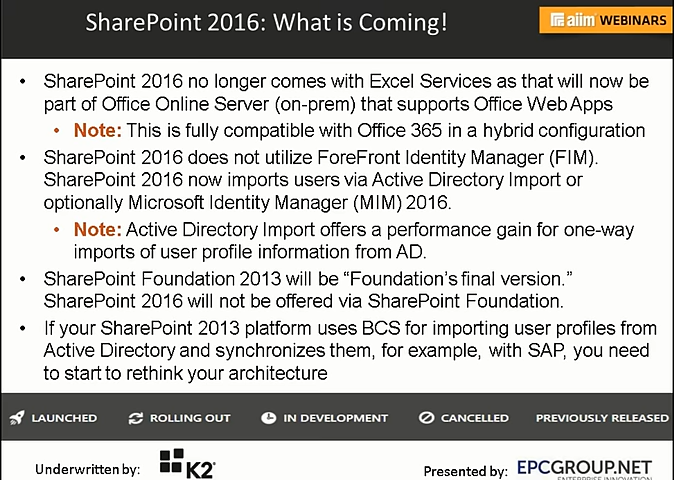 SharePoint 2016: What is Coming!
aiim WEBINARS
• SharePoint 2016 no longer comes with Excel Services as that will now be
part of Office Online Server (on-prem) that supports Office Web Apps
• Note: This is fully compatible with Office 365 in a hybrid configuration
• SharePoint 2016 does not utilize ForeFront Identity Manager (FIM).
SharePoint 2016 now imports users via Active Directory Import or
optionally Microsoft Identity Manager (MIM) 2016.
• Note: Active Directory Import offers a performance gain for one-way
imports of user profile information from AD.
• SharePoint Foundation 2013 will be “Foundation’s final version.”
SharePoint 2016 will not be offered via SharePoint Foundation.
• If your SharePoint 2013 platform uses BCS for importing user profiles from
Active Directory and synchronizes them, for example, with SAP, you need
to start to rethink your architecture
LAUNCHED ROLLING OUT IN DEVELOPMENT CANCELLED PREVIOUSLY RELEASED
Underwritten by: K2
Presented by: EPCGROUP.NET
ENTERPRISE INNOVATION